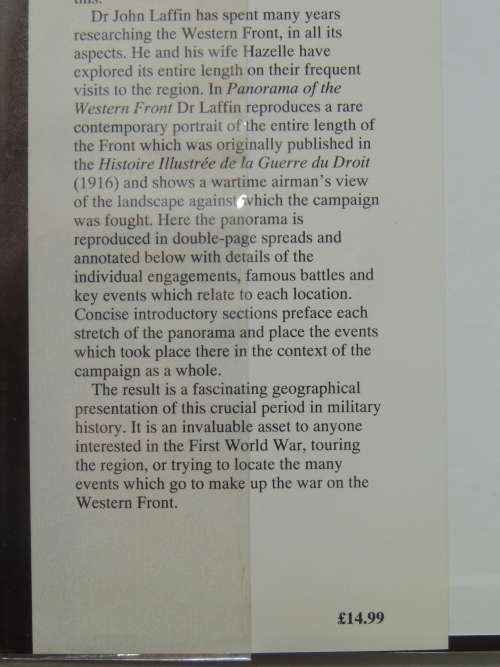 this.
Dr John Laffin has spent many years
researching the Western Front, in all its
aspects. He and his wife Hazelle have
explored its entire length on their frequent
visits to the region. In Panorama of the
Western Front Dr Laffin reproduces a rare
contemporary portrait of the entire length of
the Front which was originally published in
the Histoire Illustrée de la Guerre du Droit
(1916) and shows a wartime airman's view
of the landscape against which the campaign
was fought. Here the panorama is
reproduced in double-page spreads and
annotated below with details of the
individual engagements, famous battles and
key events which relate to each location.
Concise introductory sections preface each
stretch of the panorama and place the events
which took place there in the context of the
campaign as a whole.
The result is a fascinating geographical
presentation of this crucial period in military
history. It is an invaluable asset to anyone
interested in the First World War, touring
the region, or trying to locate the many
events which go to make up the war on the
Western Front.
£14.99